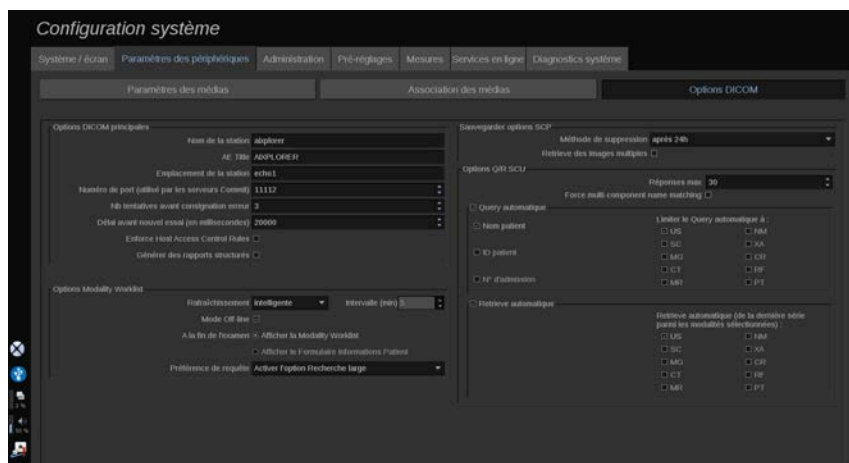 Configuration système
Système / écran Paramètres des périphériques Administration Pré-réglages Mesures Services en ligne Diagnostics système
Paramètres des médias Association des médias Options DICOM
Options DICOM principales
Nom de la station aixplorer
AE Title AIXPLORER
Emplacement de la station echo1
Numéro de port (utilisé par les serveurs Commit) 11112
Nb tentatives avant consignation erreur 3
Délai avant nouvel essai (en millisecondes) 20000
Enforce Host Access Control Rules
Générer des rapports structurés
Options Modality Worklist
Rafraîchissement intelligente Intervalle (min) 5
Mode Off line
A la fin de l'examen Afficher la Modality Worklist
Afficher le Formulaire Informations Patient
Préférence de requête Activer l'option Recherche large
Sauvegarder options SCP
Méthode de suppression après 24h
Retrieve des images multiples
Options Q/R SCU
Réponses max 30
Force multi-component name matching
Query automatique
Nom patient
ID patient
N° d'admission
Limiter le Query automatique à :
US NM
SC XA
MG CR
CT RF
MR PT
Retrieve automatique
Retrieve automatique (de la dernière série
parmi les modalités sélectionnées) :
US NM
SC XA
MG CR
CT RF
MR PT
3 %
50 %